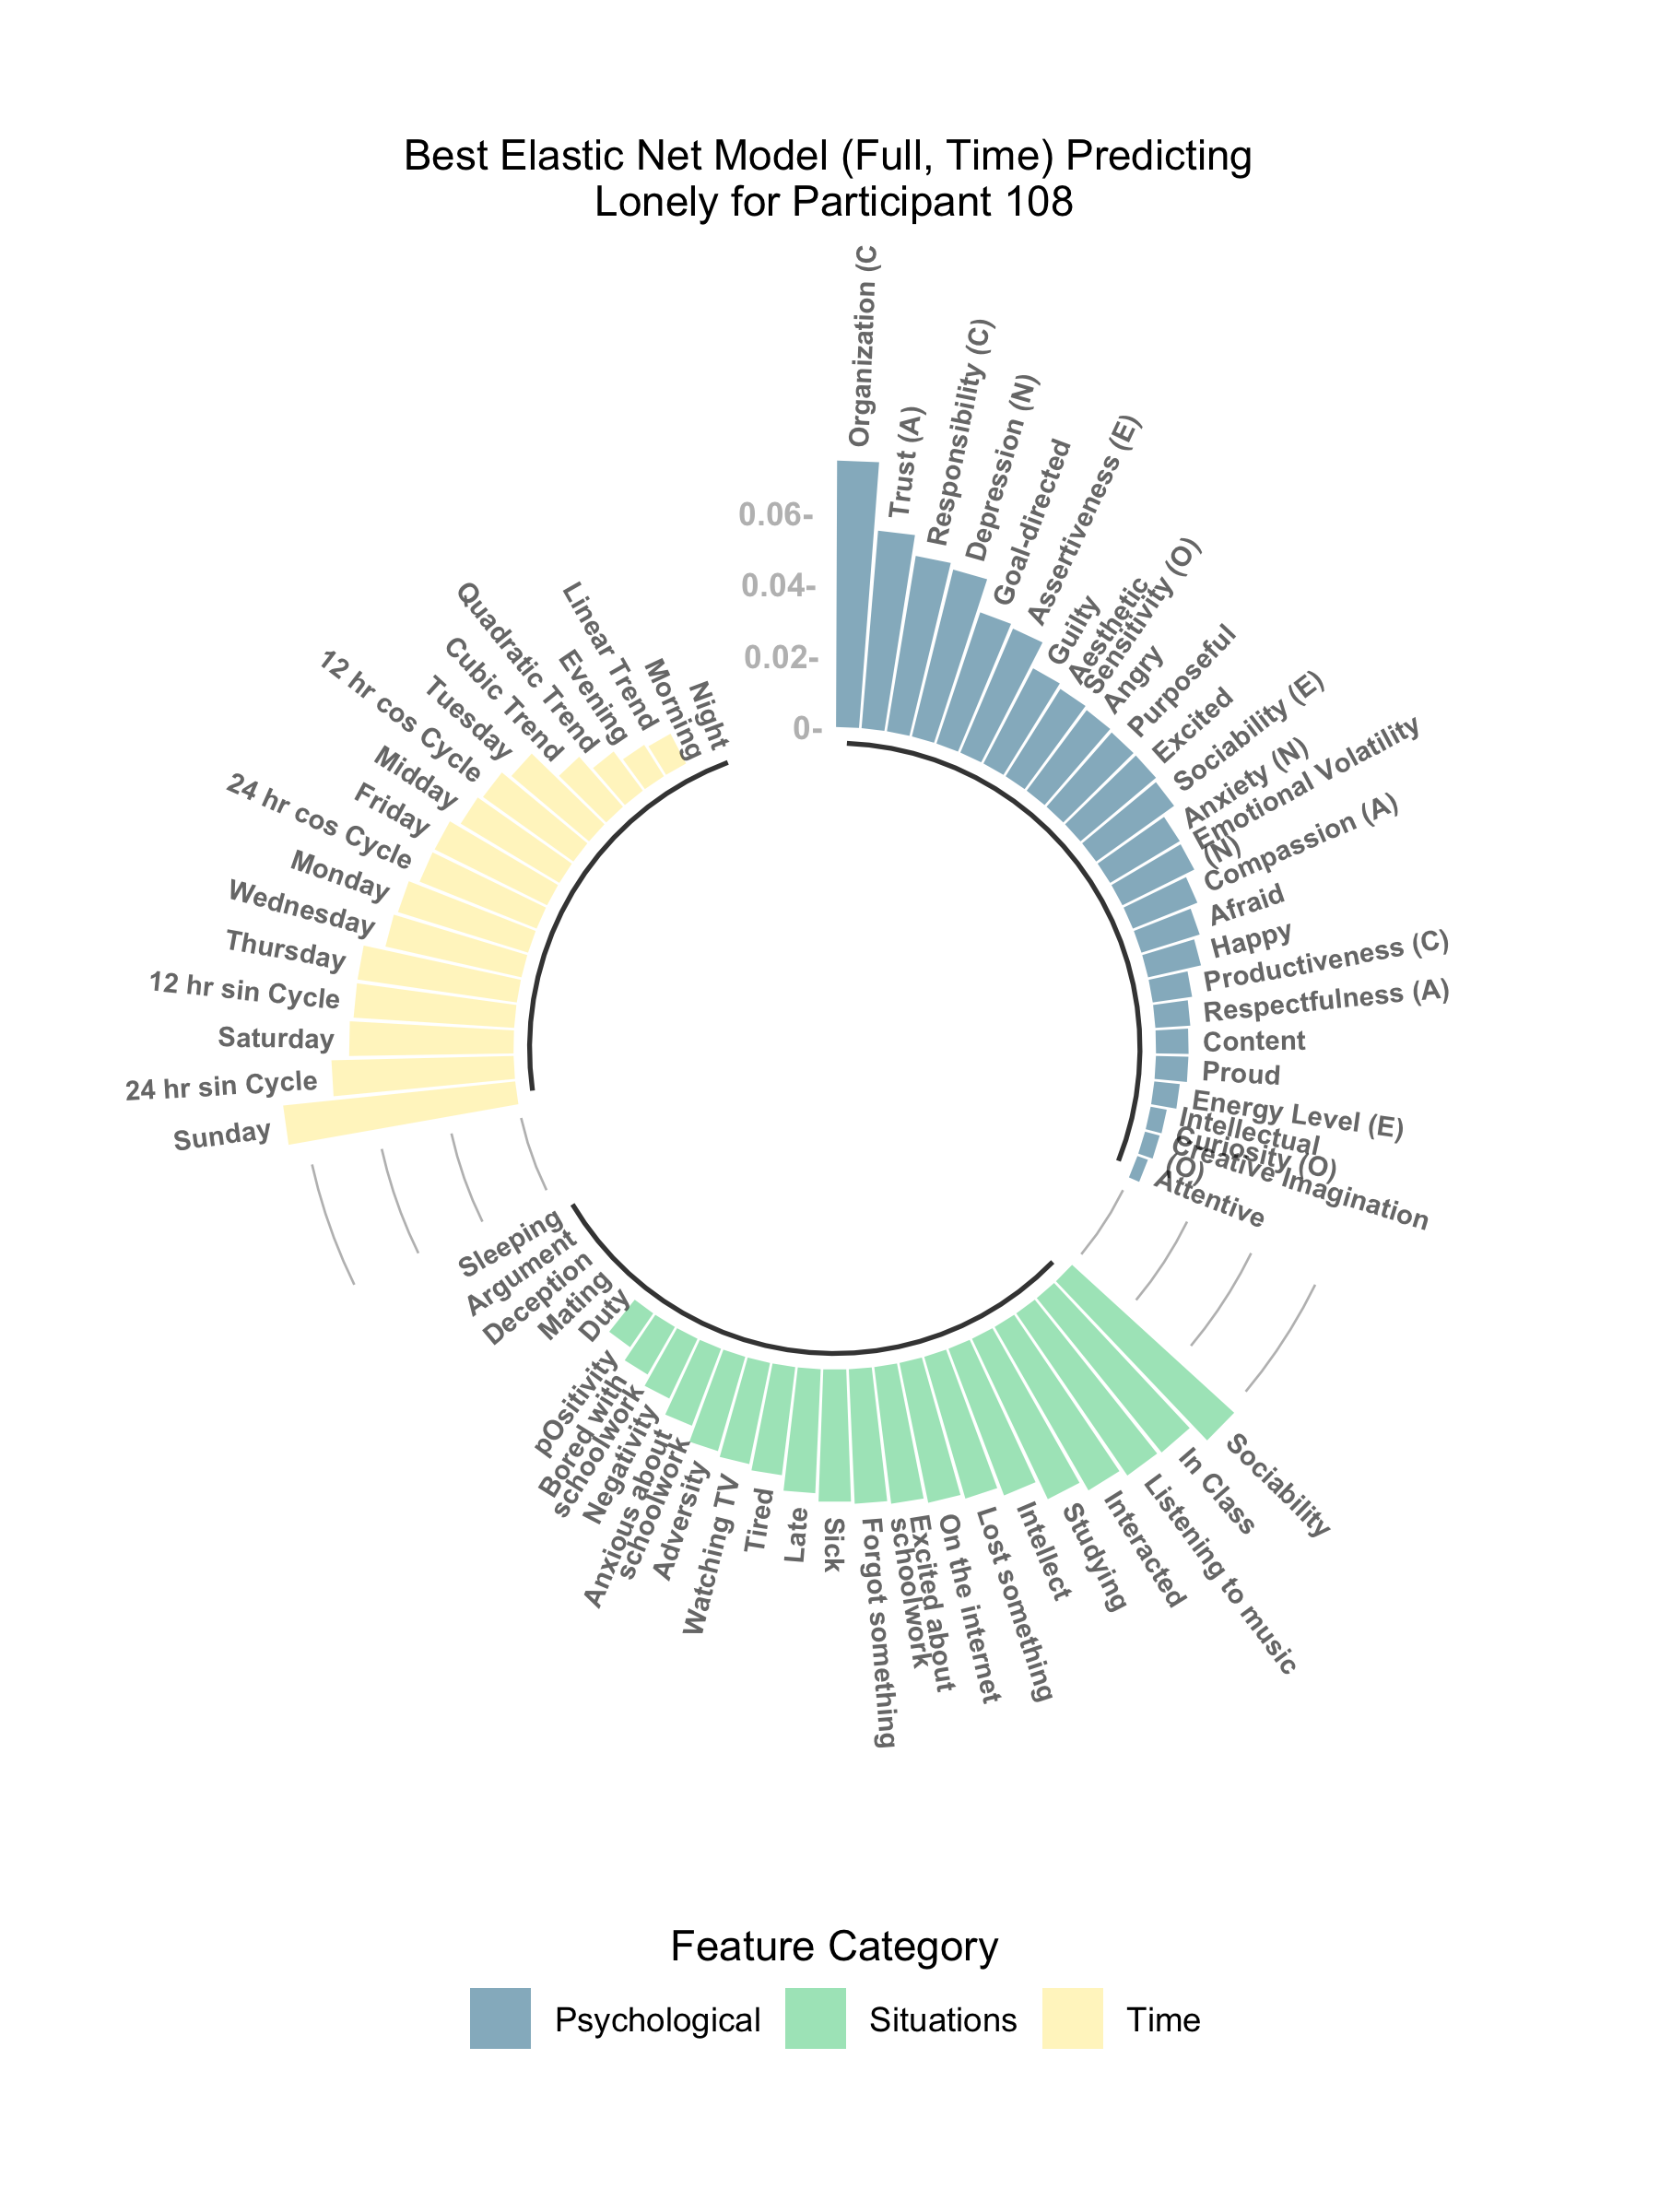 Best Elastic Net Model (Full, Time) Predicting
Lonely for Participant 108
0.06-
0.04-
0.02-
0-
Organization (C
Trust (A)
Responsibility (C)
Depression (N)
Goal-directed
Assertiveness (E)
Guilty
Aesthetic
Sensitivity (O)
Angry
Purposeful
Excited
Sociability (E)
Anxiety (N)
Emotional Volatility
(N)
Compassion (A)
Afraid
Happy
Productiveness (C)
Respectfulness (A)
Content
Proud
Energy Level (E)
Intellectual
Curiosity (O)
Creative Imagination
(O)
Attentive
Sociability
In Class
Listening to music
Interacted
Studying
Intellect
Lost something
On the internet
Excited about
schoolwork
Forgot something
Sick
Late
Tired
Watching TV
Adversity
Anxious about
schoolwork
Negativity
Bored with
schoolwork
pOsitivity
Duty
Mating
Deception
Argument
Sleeping
Sunday
24 hr sin Cycle
Saturday
12 hr sin Cycle
Thursday
Wednesday
Monday
24 hr cos Cycle
Friday
Midday
12 hr cos Cycle
Tuesday
Cubic Trend
Quadratic Trend
Evening
Linear Trend
Morning
Night
Feature Category
Psychological
Situations
Time